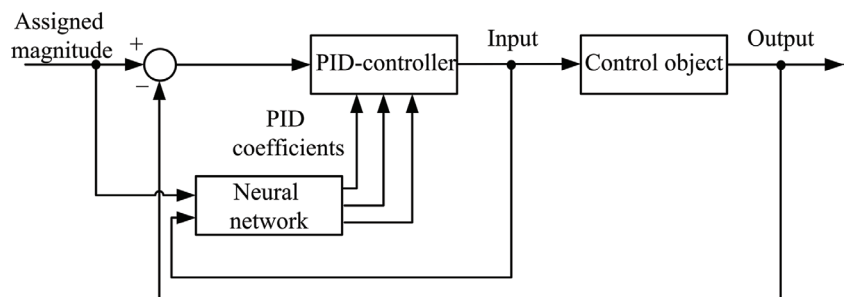 Assigned
magnitude
+
−
PID-controller
Input
Control object
Output
PID
coefficients
Neural
network